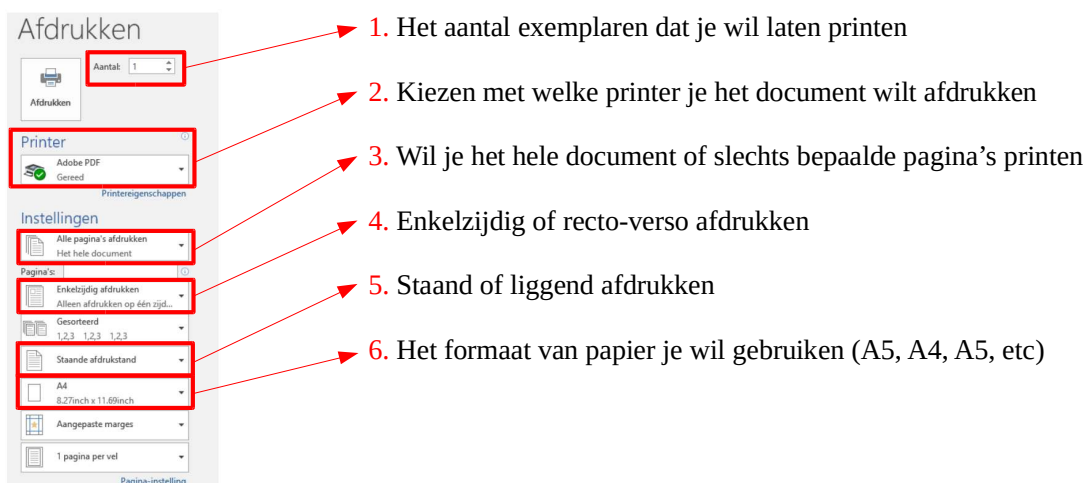 Afdrukken
Aantal: 1
Afdrukken
Printer
Adobe PDF
Gereed
Printereigenschappen
Instellingen
Alle pagina's afdrukken
Het hele document
Pagina's:
Enkelzijdig afdrukken
Alleen afdrukken op één zijd...
Gesorteerd
1,2,3 1,2,3 1,2,3
Staande afdrukstand
A4
8.27inch x 11.69inch
Aangepaste marges
1 pagina per vel
Pagina-instelling
1. Het aantal exemplaren dat je wil laten printen
2. Kiezen met welke printer je het document wilt afdrukken
3. Wil je het hele document of slechts bepaalde pagina’s printen
4. Enkelzijdig of recto-verso afdrukken
5. Staand of liggend afdrukken
6. Het formaat van papier je wil gebruiken (A5, A4, A5, etc)